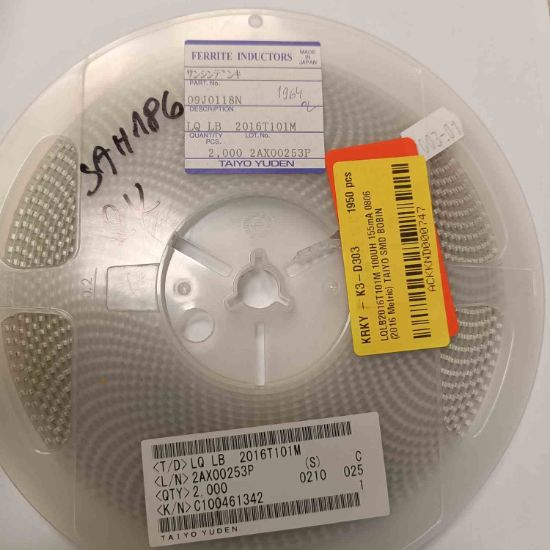 FERRITE INDUCTORS
MADE IN JAPAN
サンシンデンキ
PART. No.
09J0118N
1964
DESCRIPTION
LQ LB 2016T101M
QUANTITY LOT.No.
PCS.
2,000 2AX00253P
TAIYO YUDEN
SAH186
KRKY - K3-D303 1950 pcs
LQLB2016T101M 100UH 155mA 0806
(2016 Metric) TAIYO SMD BOBIN
ACKKND000747
<T/D> LQ LB 2016T101M
<L/N> 2AX00253P (S) C
<QTY> 2,000 0210 025
<K/N> C100461342 1
TAIYO YUDEN